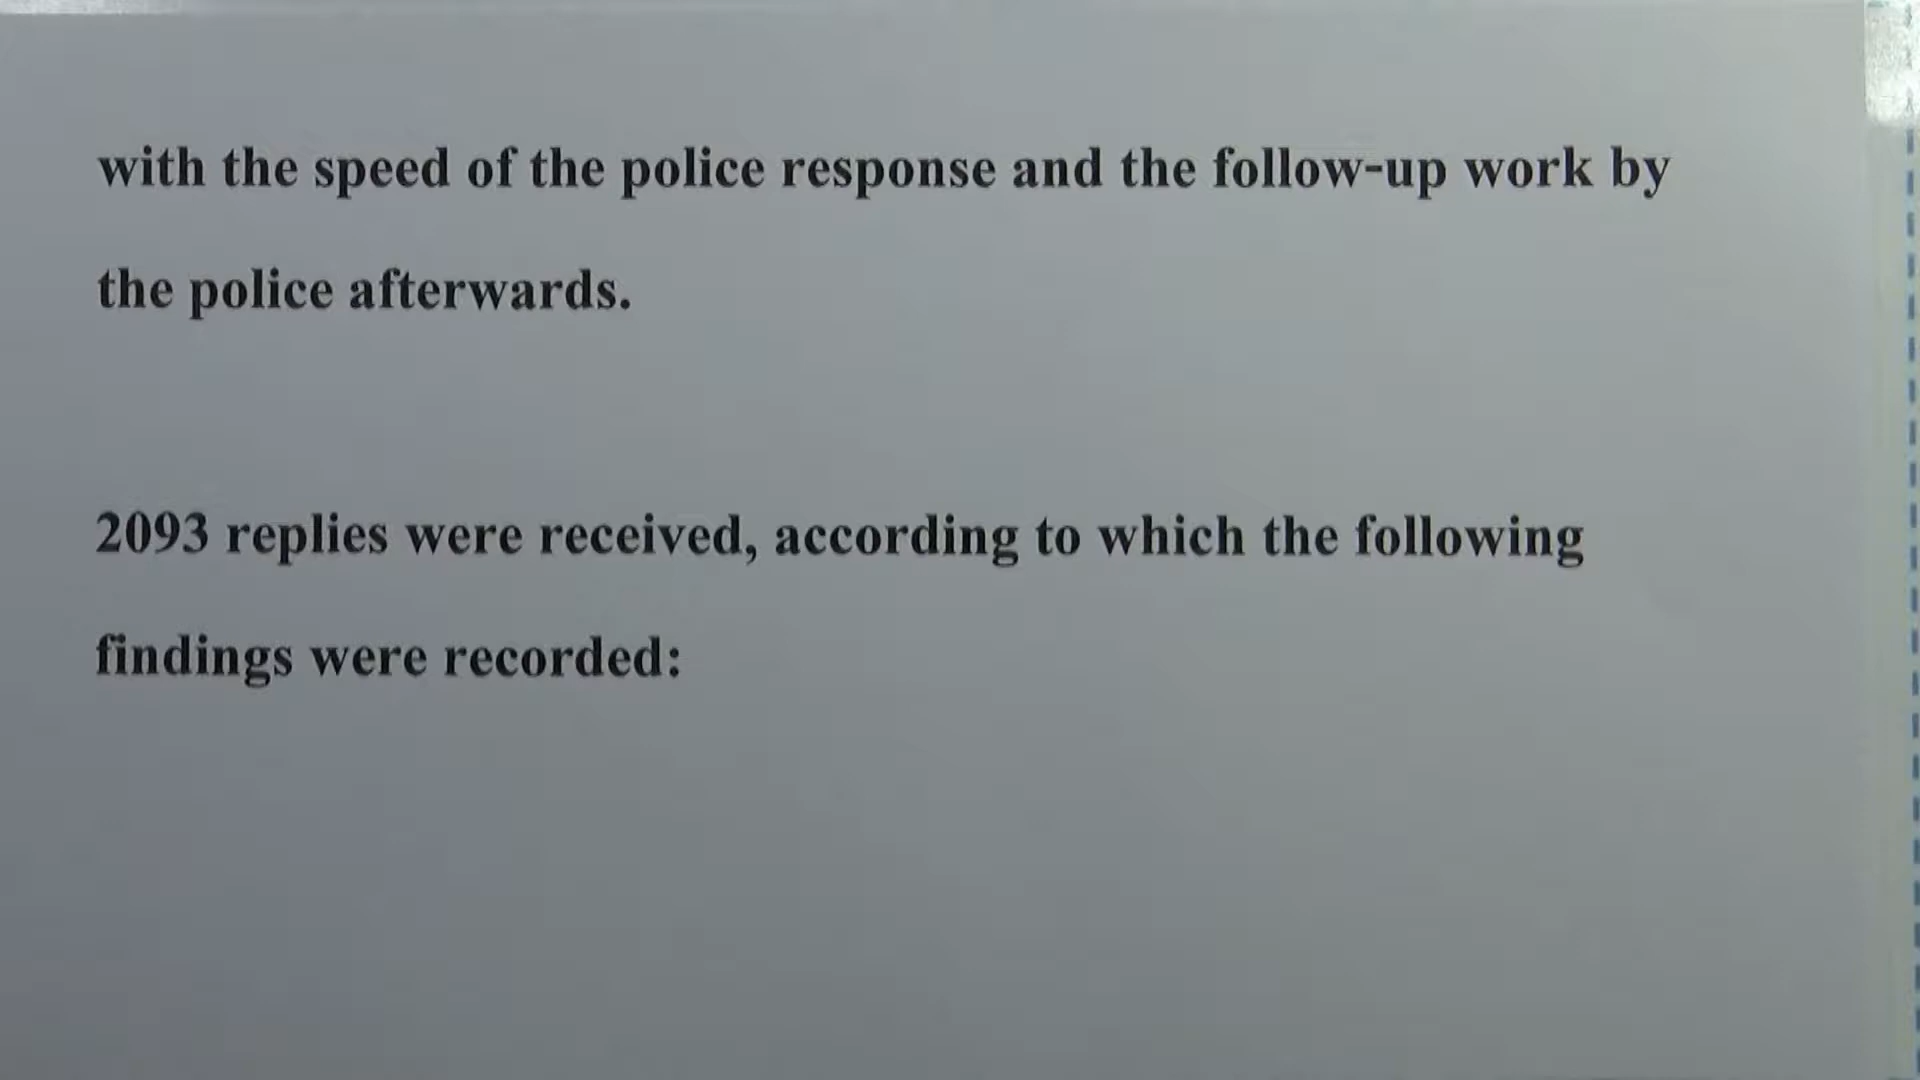 with the speed of the police response and the follow-up work by
the police afterwards.
2093 replies were received, according to which the following
findings were recorded: